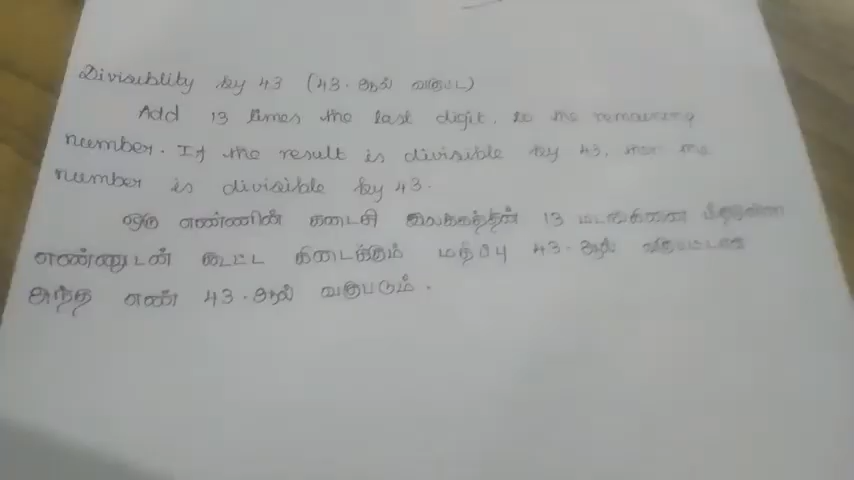 Divisiblity by 43 (43-ஆல் வகுபட)
Add 13 times the last digit. to the remaining
number. If the result is divisible by 43, then the
number is divisible by 43.
ஒரு எண்ணின் கடைசி இலக்கத்தின் 13 மடங்கினை மீதமுள்ள
எண்ணுடன் கூட்ட கிடைக்கும் மதிப்பு 43-ஆல் வகுபட்டால்
அந்த எண் 43-ஆல் வகுபடும்.